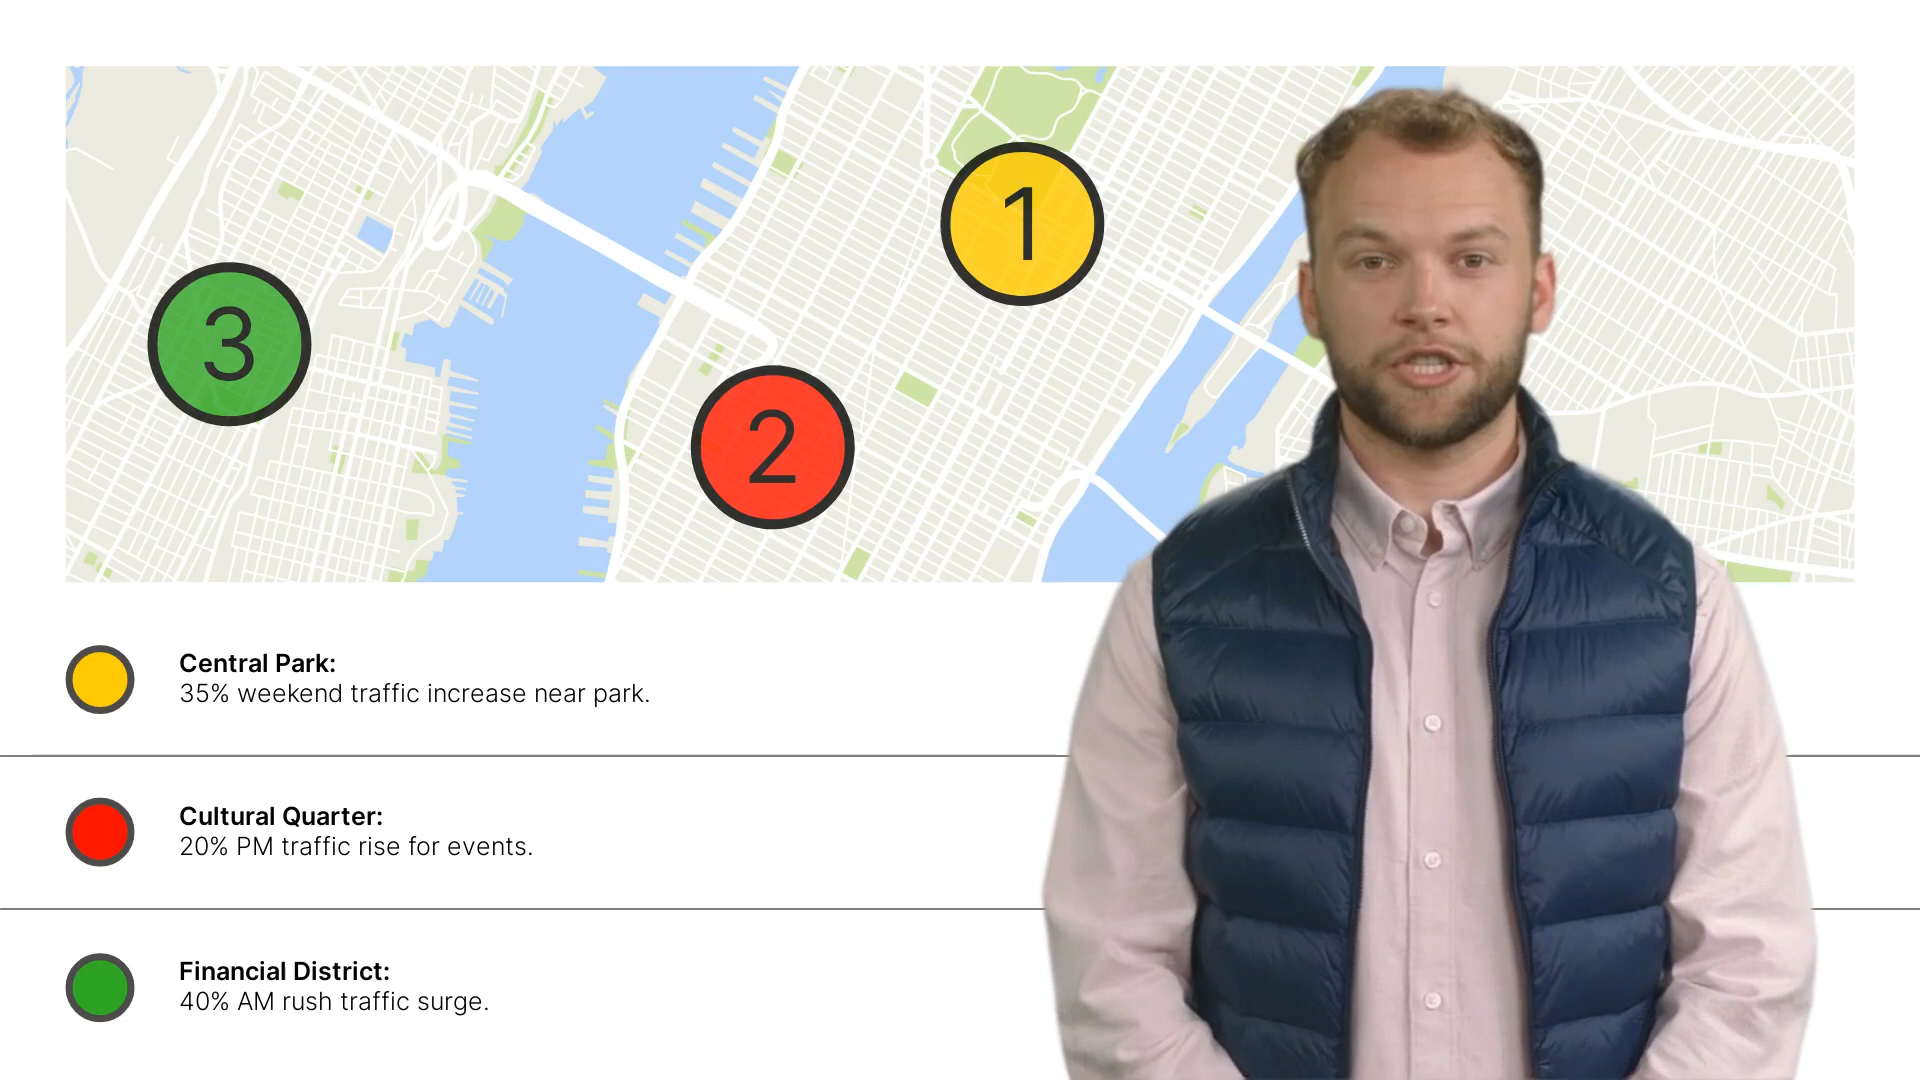 1
3
2
Central Park:
35% weekend traffic increase near park.
Cultural Quarter:
20% PM traffic rise for events.
Financial District:
40% AM rush traffic surge.